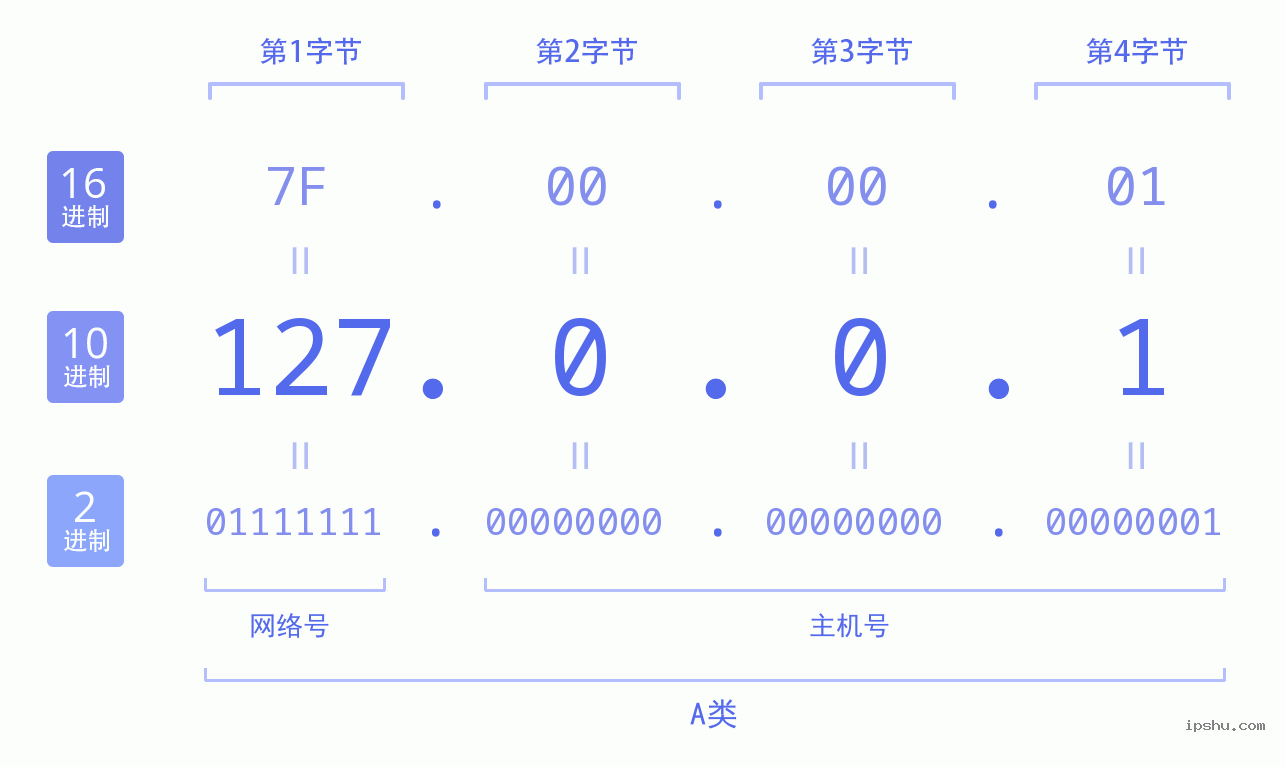 第1字节 第2字节 第3字节 第4字节
16
进制
7F . 00 . 00 . 01
= = = =
10
进制
127 . 0 . 0 . 1
= = = =
2
进制
01111111 . 00000000 . 00000000 . 00000001
网络号 主机号
A类
ipshu.com